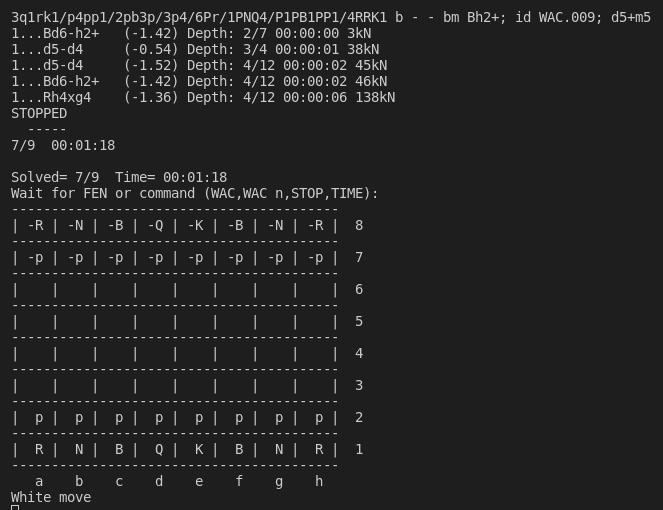 3q1rk1/p4pp1/2pb3p/3p4/6Pr/1PNQ4/P1PB1PP1/4RRK1 b - - bm Bh2+; id WAC.009; d5+m5
1...Bd6-h2+   (-1.42) Depth: 2/7 00:00:00 3kN
1...d5-d4     (-0.54) Depth: 3/4 00:00:01 38kN
1...d5-d4     (-1.52) Depth: 4/12 00:00:02 45kN
1...Bd6-h2+   (-1.42) Depth: 4/12 00:00:02 46kN
1...Rh4xg4    (-1.36) Depth: 4/12 00:00:06 138kN
STOPPED
  -----
7/9  00:01:18

Solved= 7/9  Time= 00:01:18
Wait for FEN or command (WAC,WAC n,STOP,TIME):
-----------------------------------------
| -R | -N | -B | -Q | -K | -B | -N | -R |  8
-----------------------------------------
| -p | -p | -p | -p | -p | -p | -p | -p |  7
-----------------------------------------
|    |    |    |    |    |    |    |    |  6
-----------------------------------------
|    |    |    |    |    |    |    |    |  5
-----------------------------------------
|    |    |    |    |    |    |    |    |  4
-----------------------------------------
|    |    |    |    |    |    |    |    |  3
-----------------------------------------
|  p |  p |  p |  p |  p |  p |  p |  p |  2
-----------------------------------------
|  R |  N |  B |  Q |  K |  B |  N |  R |  1
-----------------------------------------
   a    b    c    d    e    f    g    h
White move